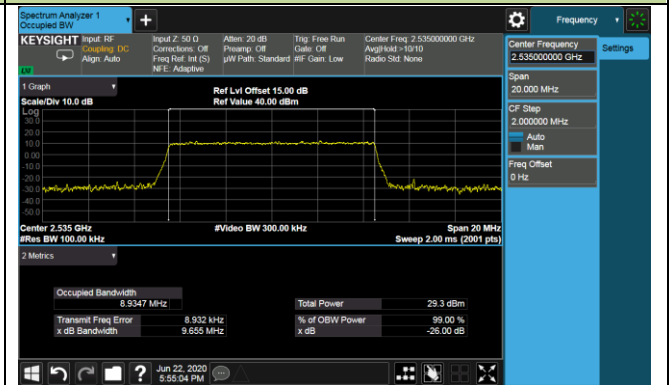 Spectrum Analyzer 1
Occupied BW
+
Frequency
KEYSIGHT
Input: RF
Coupling: DC
Align: Auto
Input Z: 50 Ω
Corrections: Off
Freq Ref: Int (S)
NFE: Adaptive
Atten: 20 dB
Preamp: Off
µW Path: Standard
Trig: Free Run
Gate: Off
#IF Gain: Low
Center Freq: 2.535000000 GHz
Avg|Hold:>10/10
Radio Std: None
Center Frequency
2.535000000 GHz
Settings
Span
20.000 MHz
CF Step
2.000000 MHz
Auto
Man
Freq Offset
0 Hz
1 Graph
Scale/Div 10.0 dB
Ref Lvl Offset 15.00 dB
Ref Value 40.00 dBm
Log
30.0
20.0
10.0
0.00
-10.0
-20.0
-30.0
-40.0
-50.0
Center 2.535 GHz
#Res BW 100.00 kHz
#Video BW 300.00 kHz
Span 20 MHz
Sweep 2.00 ms (2001 pts)
2 Metrics
Occupied Bandwidth
8.9347 MHz
Total Power 29.3 dBm
Transmit Freq Error 8.932 kHz
% of OBW Power 99.00 %
x dB Bandwidth 9.655 MHz
x dB -26.00 dB
?
Jun 22, 2020
5:55:04 PM